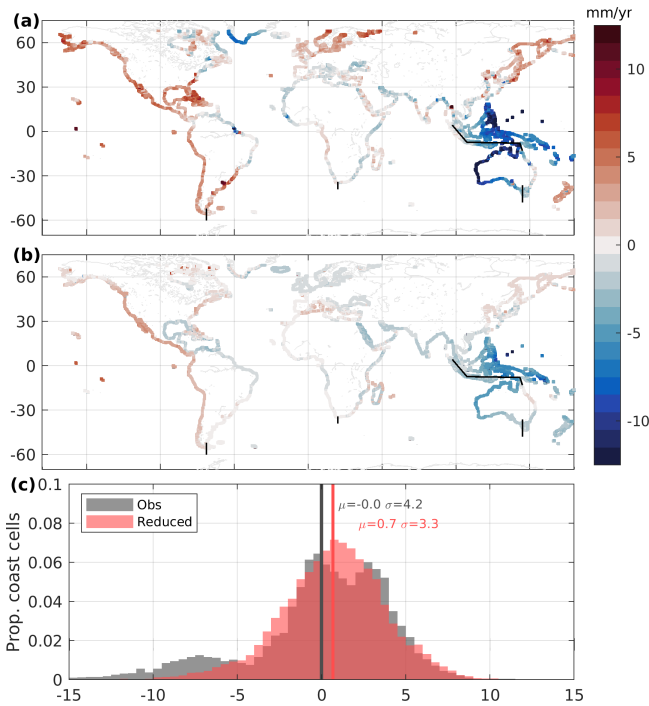 (a)
mm/yr
60
30
0
-30
-60
10
5
0
-5
-10
(b)
60
30
0
-30
-60
(c)
0.1
0.08
0.06
0.04
0.02
0
Prop. coast cells
Obs
Reduced
μ=-0.0 σ=4.2
μ=0.7 σ=3.3
-15 -10 -5 0 5 10 15